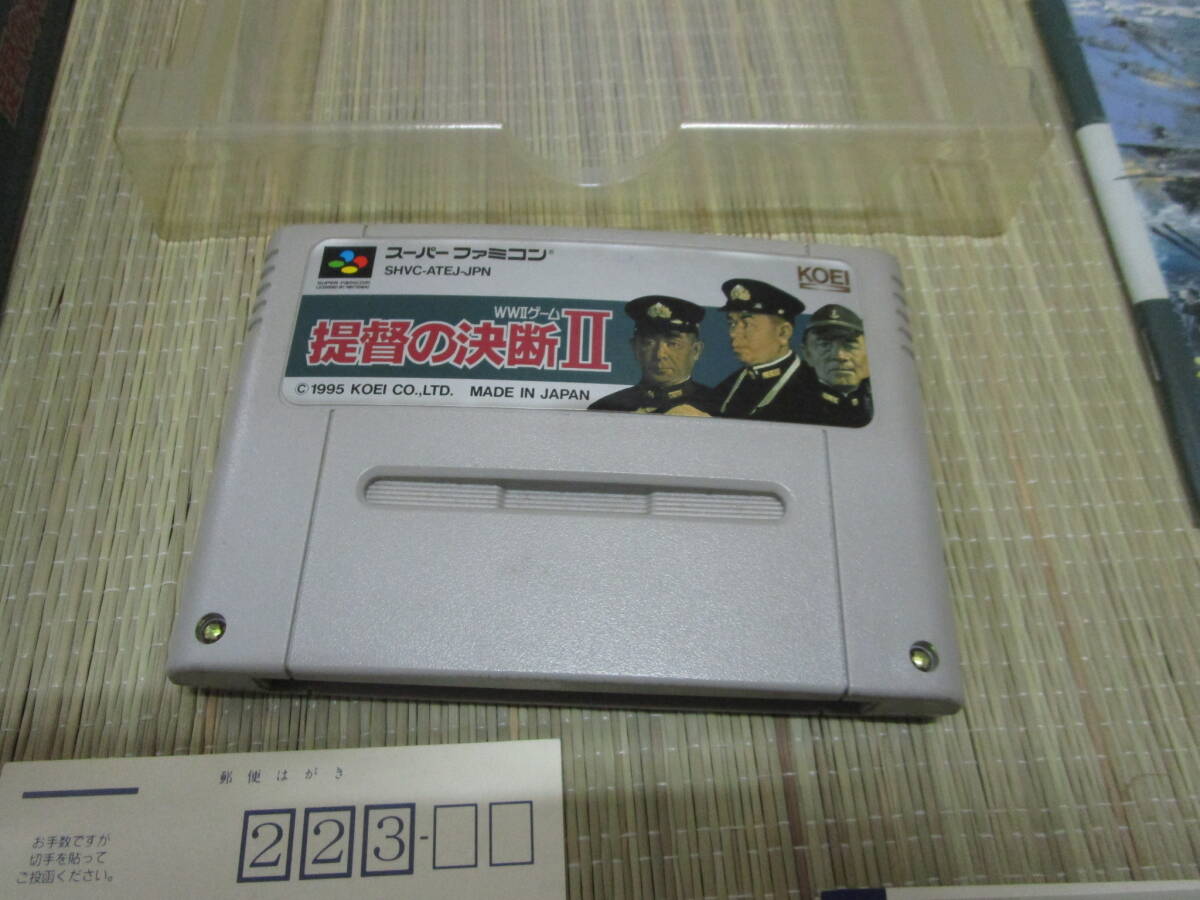 スーパーファミコン®
SHVC-ATEJ-JPN
SUPER FAMICOM
KOEI
WWⅡゲーム
提督の決断Ⅱ
©1995 KOEI CO.,LTD. MADE IN JAPAN
郵便はがき
223-
お手数ですが
切手を貼って
ご投函ください。